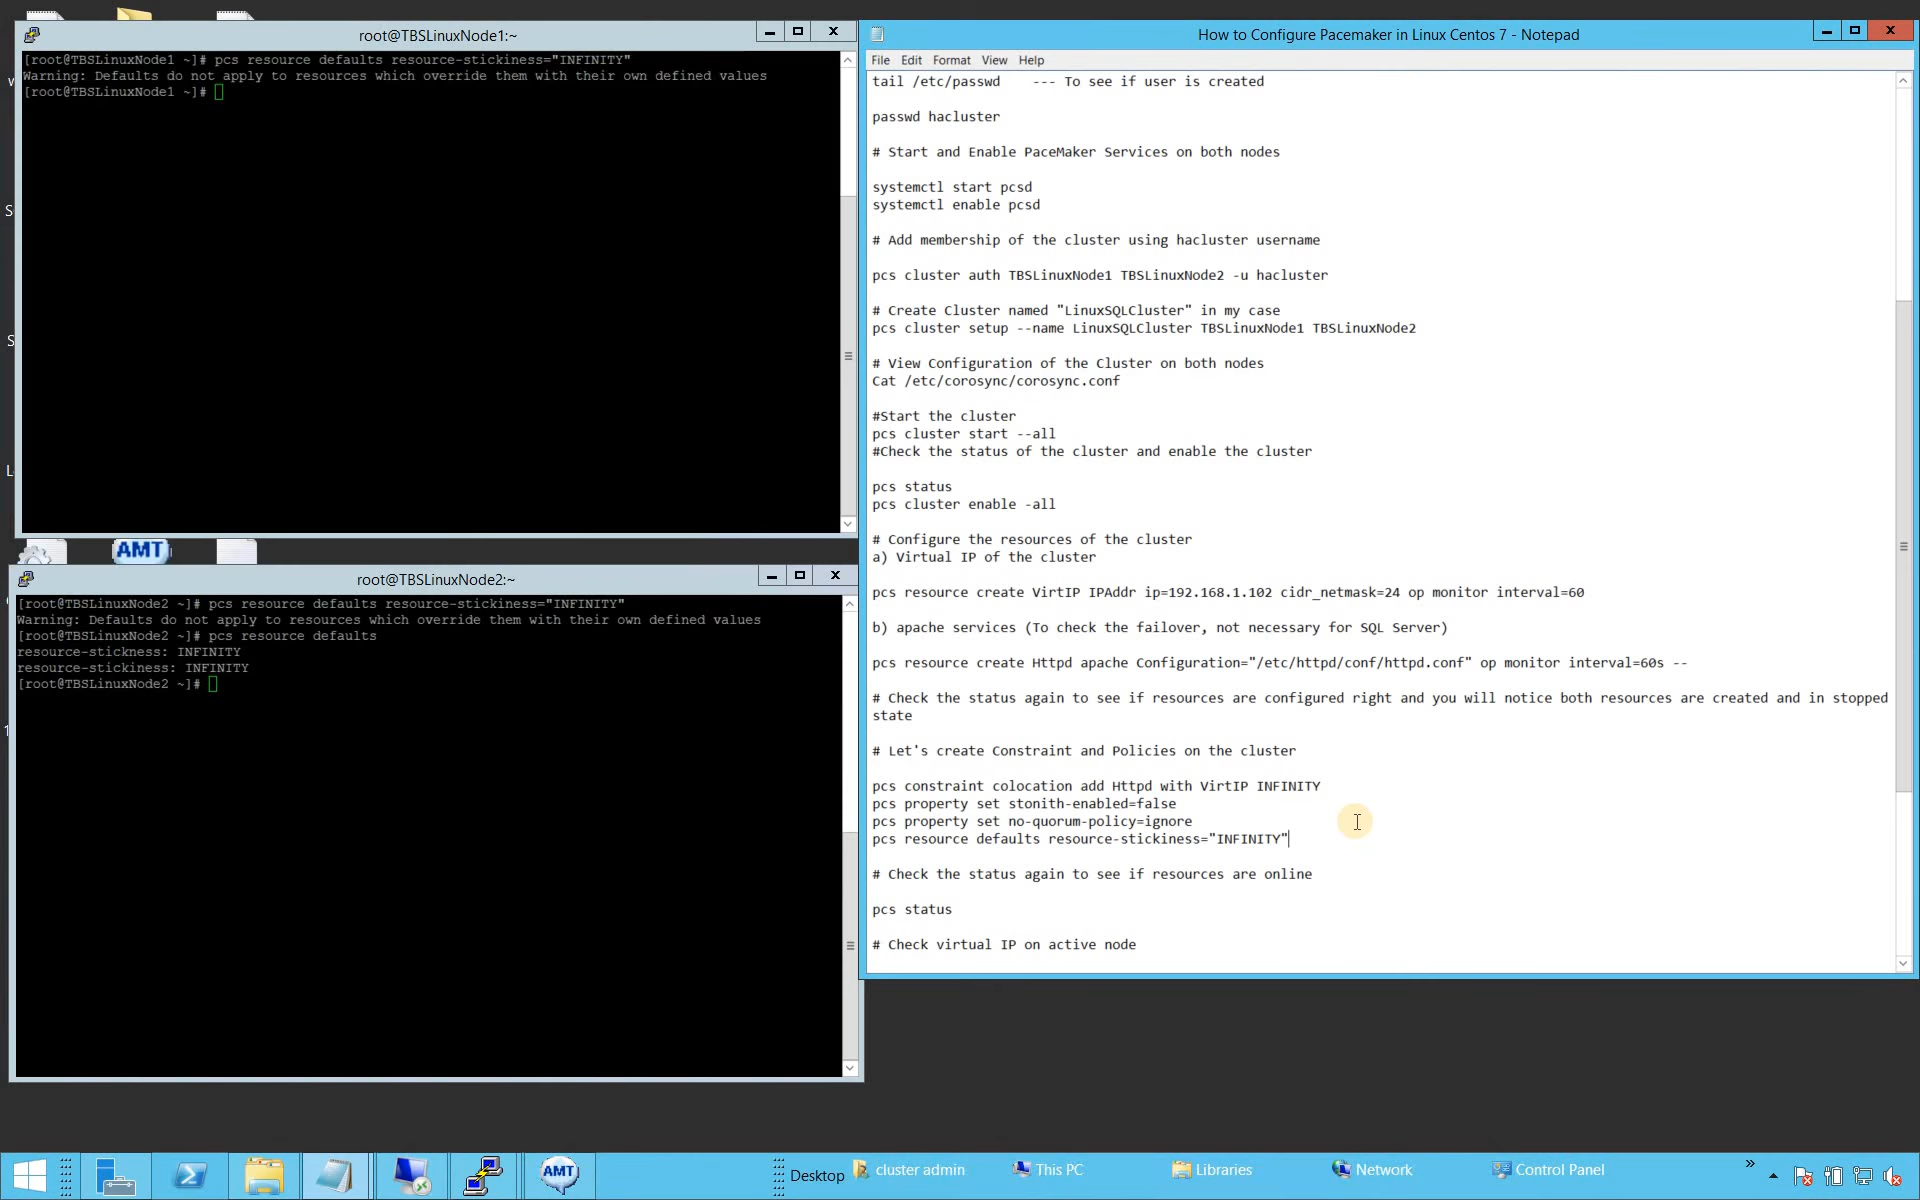 root@TBSLinuxNode1:~
[root@TBSLinuxNode1 ~]# pcs resource defaults resource-stickiness="INFINITY"
Warning: Defaults do not apply to resources which override them with their own defined values
[root@TBSLinuxNode1 ~]#
AMT
root@TBSLinuxNode2:~
[root@TBSLinuxNode2 ~]# pcs resource defaults resource-stickiness="INFINITY"
Warning: Defaults do not apply to resources which override them with their own defined values
[root@TBSLinuxNode2 ~]# pcs resource defaults
resource-stickness: INFINITY
resource-stickiness: INFINITY
[root@TBSLinuxNode2 ~]#
How to Configure Pacemaker in Linux Centos 7 - Notepad
File Edit Format View Help
tail /etc/passwd    --- To see if user is created
passwd hacluster
# Start and Enable PaceMaker Services on both nodes
systemctl start pcsd
systemctl enable pcsd
# Add membership of the cluster using hacluster username
pcs cluster auth TBSLinuxNode1 TBSLinuxNode2 -u hacluster
# Create Cluster named "LinuxSQLCluster" in my case
pcs cluster setup --name LinuxSQLCluster TBSLinuxNode1 TBSLinuxNode2
# View Configuration of the Cluster on both nodes
Cat /etc/corosync/corosync.conf
#Start the cluster
pcs cluster start --all
#Check the status of the cluster and enable the cluster
pcs status
pcs cluster enable -all
# Configure the resources of the cluster
a) Virtual IP of the cluster
pcs resource create VirtIP IPAddr ip=192.168.1.102 cidr_netmask=24 op monitor interval=60
b) apache services (To check the failover, not necessary for SQL Server)
pcs resource create Httpd apache Configuration="/etc/httpd/conf/httpd.conf" op monitor interval=60s --
# Check the status again to see if resources are configured right and you will notice both resources are created and in stopped
state
# Let's create Constraint and Policies on the cluster
pcs constraint colocation add Httpd with VirtIP INFINITY
pcs property set stonith-enabled=false
pcs property set no-quorum-policy=ignore
pcs resource defaults resource-stickiness="INFINITY"
# Check the status again to see if resources are online
pcs status
# Check virtual IP on active node
AMT
Desktop
cluster admin
This PC
Libraries
Network
Control Panel